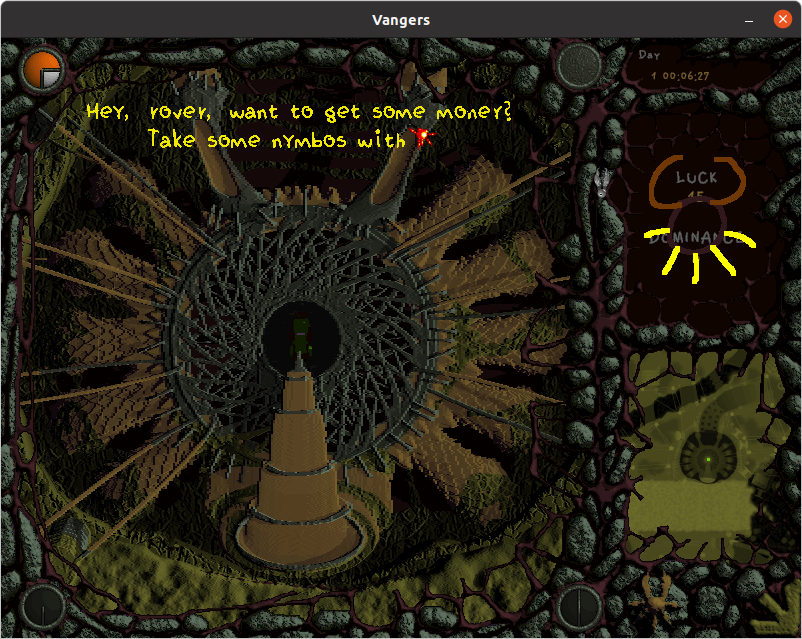 Vangers
Day
1 00;06;27
Hey, rover, want to get some money?
Take some nymbos with
LUCK
DOMINANCE